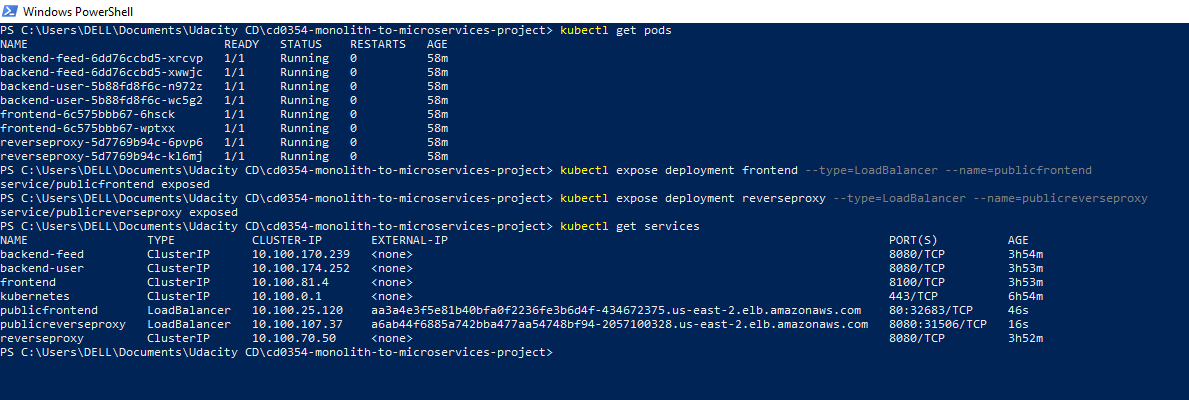 Windows PowerShell
PS C:\Users\DELL\Documents\Udacity CD\cd0354-monolith-to-microservices-project> kubectl get pods
NAME READY STATUS RESTARTS AGE
backend-feed-6dd76ccbd5-xrcvp 1/1 Running 0 58m
backend-feed-6dd76ccbd5-xwwjc 1/1 Running 0 58m
backend-user-5b88fd8f6c-n972z 1/1 Running 0 58m
backend-user-5b88fd8f6c-wc5g2 1/1 Running 0 58m
frontend-6c575bbb67-6hsck 1/1 Running 0 58m
frontend-6c575bbb67-wptxx 1/1 Running 0 58m
reverseproxy-5d7769b94c-6pvp6 1/1 Running 0 58m
reverseproxy-5d7769b94c-kl6mj 1/1 Running 0 58m
PS C:\Users\DELL\Documents\Udacity CD\cd0354-monolith-to-microservices-project> kubectl expose deployment frontend --type=LoadBalancer --name=publicfrontend
service/publicfrontend exposed
PS C:\Users\DELL\Documents\Udacity CD\cd0354-monolith-to-microservices-project> kubectl expose deployment reverseproxy --type=LoadBalancer --name=publicreverseproxy
service/publicreverseproxy exposed
PS C:\Users\DELL\Documents\Udacity CD\cd0354-monolith-to-microservices-project> kubectl get services
NAME TYPE CLUSTER-IP EXTERNAL-IP PORT(S) AGE
backend-feed ClusterIP 10.100.170.239 <none> 8080/TCP 3h54m
backend-user ClusterIP 10.100.174.252 <none> 8080/TCP 3h53m
frontend ClusterIP 10.100.81.4 <none> 8100/TCP 3h53m
kubernetes ClusterIP 10.100.0.1 <none> 443/TCP 6h54m
publicfrontend LoadBalancer 10.100.25.120 aa3a4e3f5e81b40bfa0f2236fe3b6d4f-434672375.us-east-2.elb.amazonaws.com 80:32683/TCP 46s
publicreverseproxy LoadBalancer 10.100.107.37 a6ab44f6885a742bba477aa54748bf94-2057100328.us-east-2.elb.amazonaws.com 8080:31506/TCP 16s
reverseproxy ClusterIP 10.100.70.50 <none> 8080/TCP 3h52m
PS C:\Users\DELL\Documents\Udacity CD\cd0354-monolith-to-microservices-project>